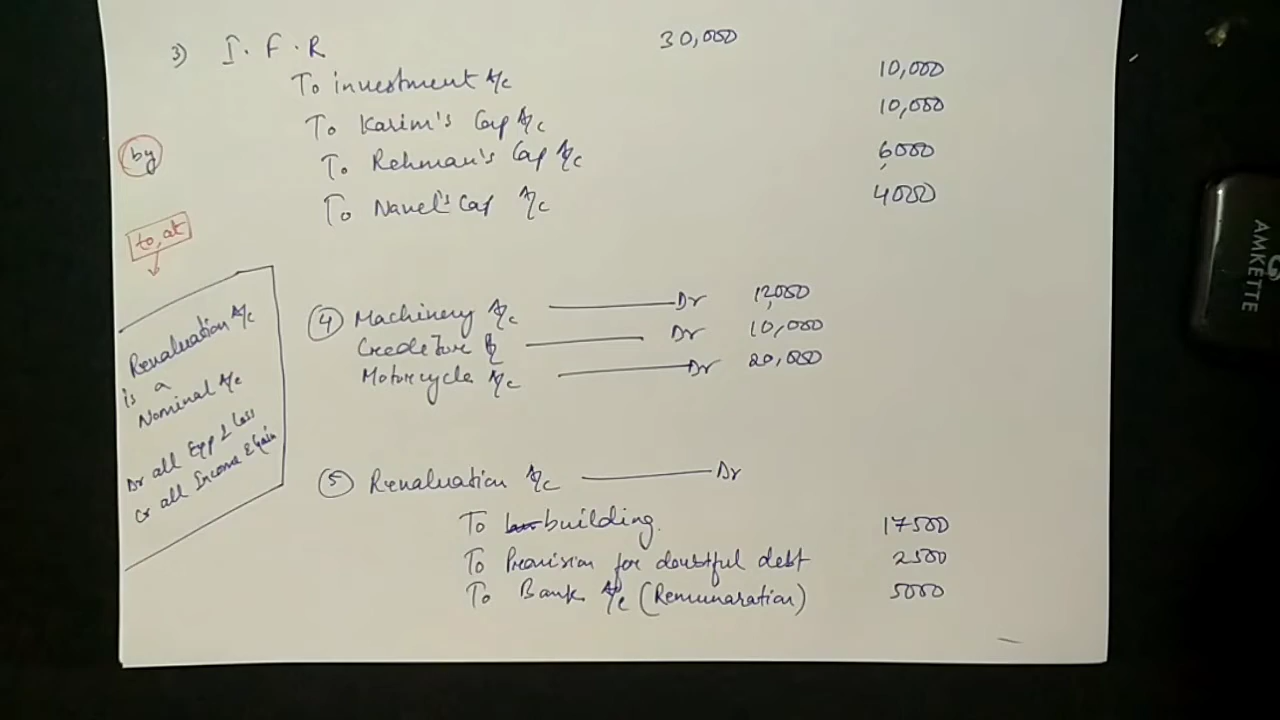 3) I. F. R 30,000
To investment A/c 10,000
To Karim's Cap A/c 10,000
To Rehman's Cap A/c 6000
To Navel's Cap A/c 4000
by
to, at
Revaluation A/c
is a
Nominal A/c
Dr all Exp & Loss
Cr all Income & Gain
④ Machinery A/c Dr 12,000
Creditors Dr 10,000
Motorcycle A/c Dr 20,000
⑤ Revaluation A/c Dr
To building. 17500
To Provision for doubtful debt 2500
To Bank A/c (Remunaration) 5000
AMKETTE